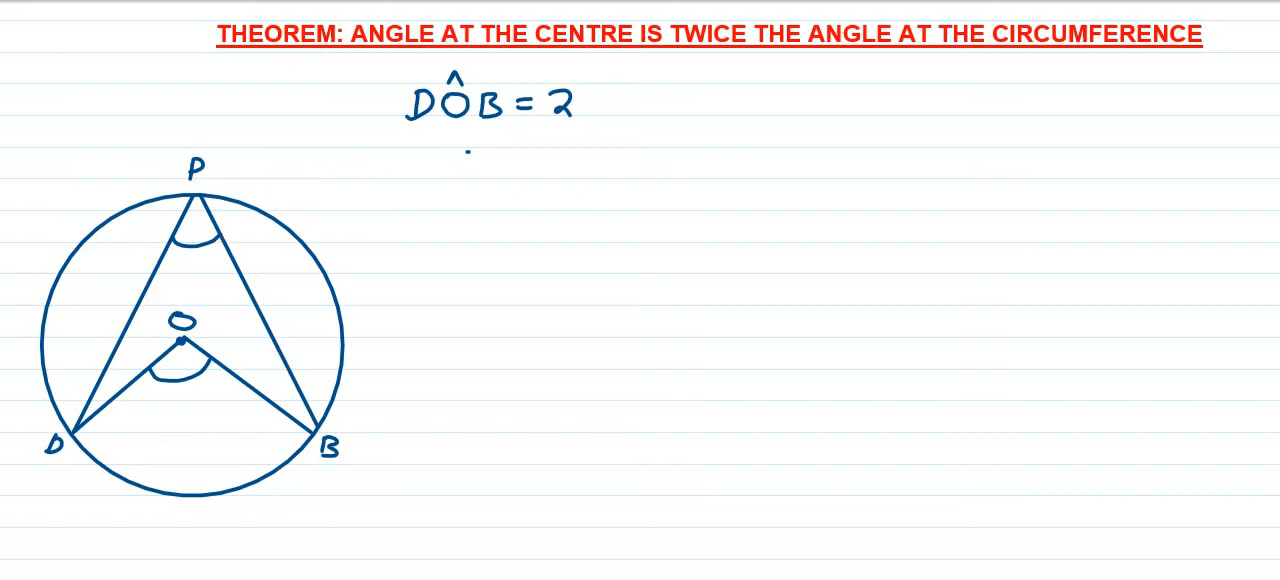 THEOREM: ANGLE AT THE CENTRE IS TWICE THE ANGLE AT THE CIRCUMFERENCE
DÔB = 2
P
O
D
B